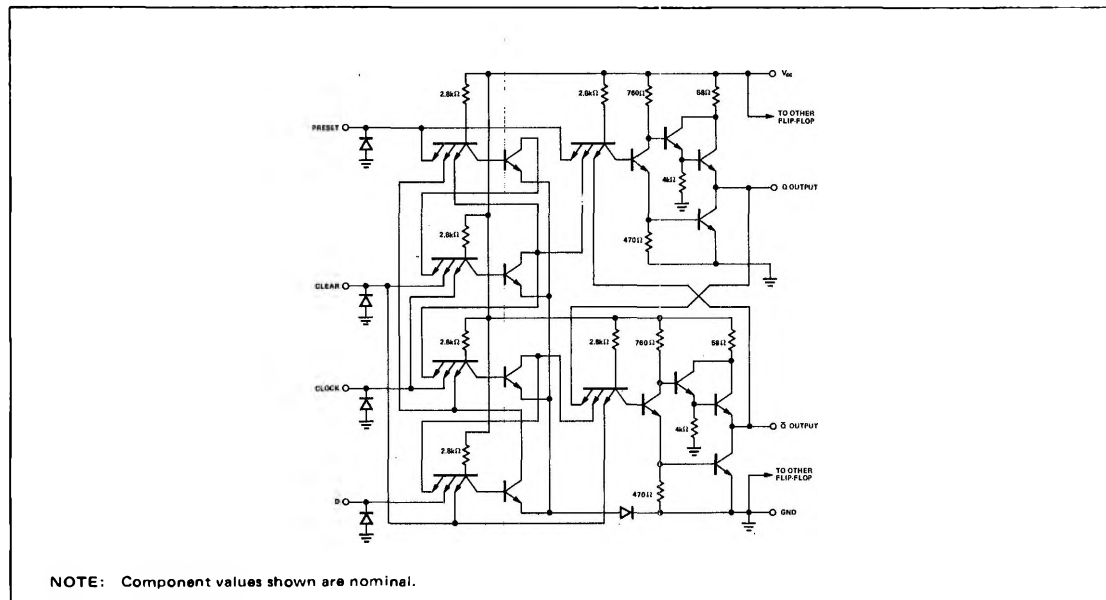 V_CC
2.8kΩ
2.8kΩ
760Ω
58Ω
TO OTHER
FLIP-FLOP
PRESET
4kΩ
Q OUTPUT
2.8kΩ
470Ω
CLEAR
2.8kΩ
2.8kΩ
760Ω
58Ω
CLOCK
4kΩ
Q̄ OUTPUT
2.8kΩ
TO OTHER
FLIP-FLOP
470Ω
D
GND
NOTE: Component values shown are nominal.